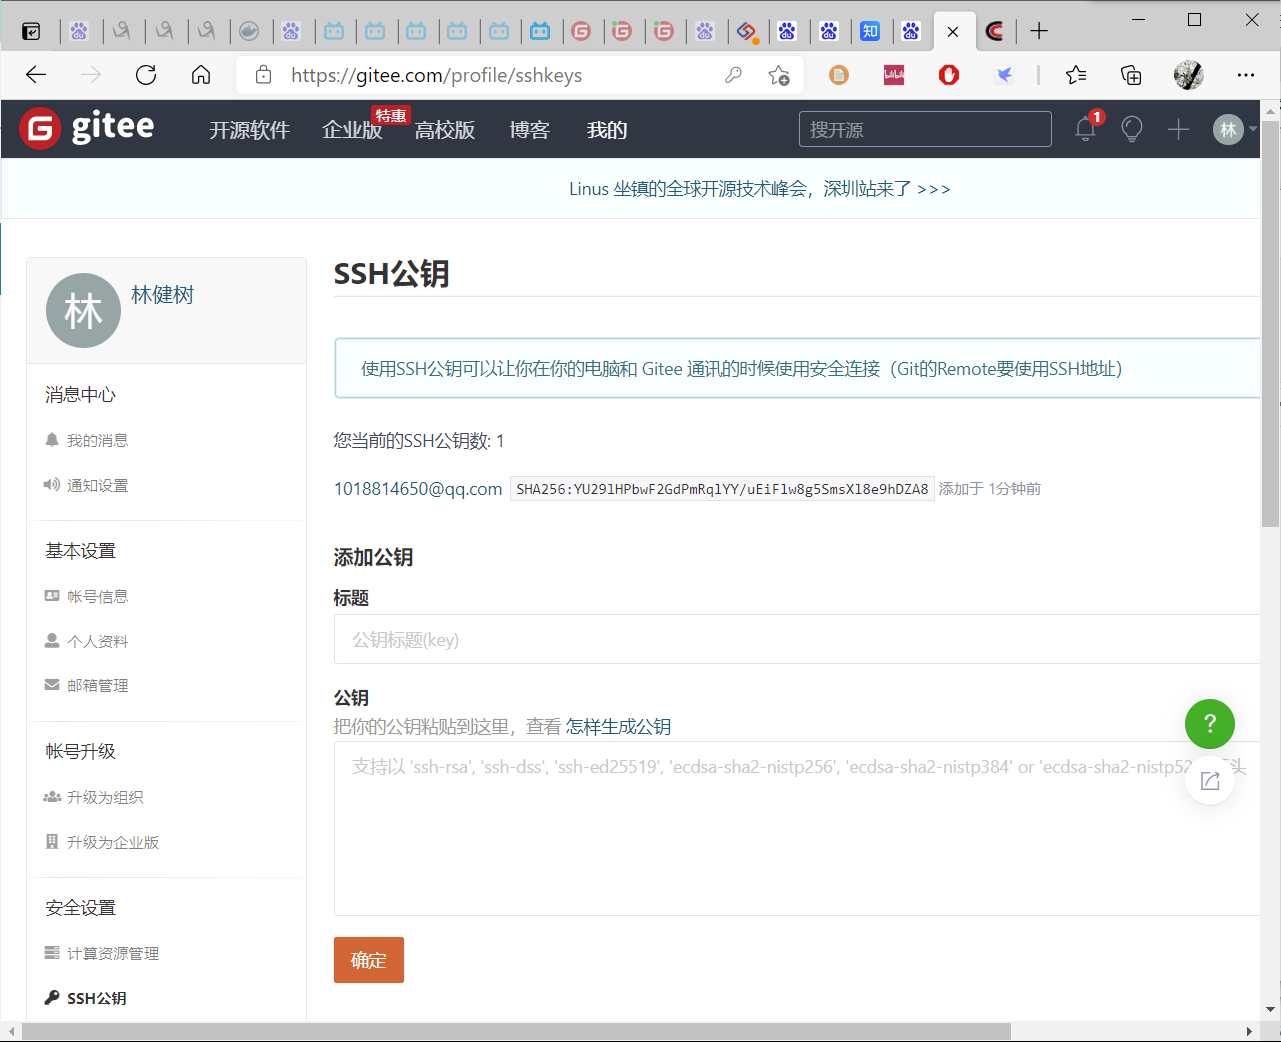 https://gitee.com/profile/sshkeys
gitee
开源软件
企业版
特惠
高校版
博客
我的
搜开源
1
林
Linus 坐镇的全球开源技术峰会，深圳站来了 >>>
林
林健树
消息中心
我的消息
通知设置
基本设置
帐号信息
个人资料
邮箱管理
帐号升级
升级为组织
升级为企业版
安全设置
计算资源管理
SSH公钥
SSH公钥
使用SSH公钥可以让你在你的电脑和 Gitee 通讯的时候使用安全连接（Git的Remote要使用SSH地址）
您当前的SSH公钥数: 1
1018814650@qq.com SHA256:YU29lHPbwF2GdPmRqlYY/uEiFlw8g5SmsXl8e9hDZA8 添加于 1分钟前
添加公钥
标题
公钥标题(key)
公钥
把你的公钥粘贴到这里，查看 怎样生成公钥
支持以 'ssh-rsa', 'ssh-dss', 'ssh-ed25519', 'ecdsa-sha2-nistp256', 'ecdsa-sha2-nistp384' or 'ecdsa-sha2-nistp52 头
?
确定